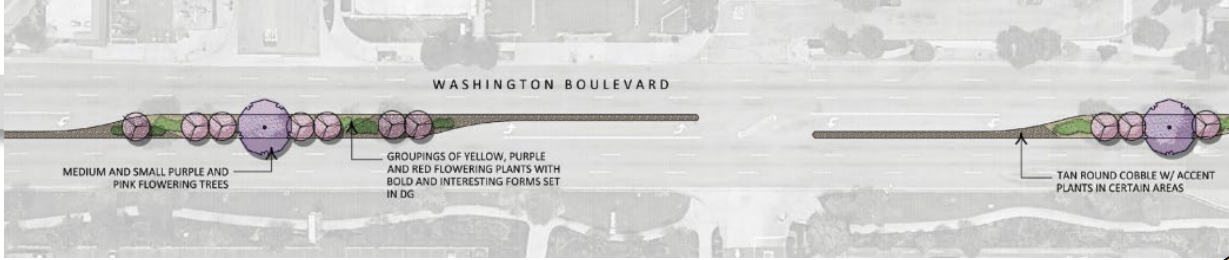 WASHINGTON BOULEVARD
MEDIUM AND SMALL PURPLE AND
PINK FLOWERING TREES
GROUPINGS OF YELLOW, PURPLE
AND RED FLOWERING PLANTS WITH
BOLD AND INTERESTING FORMS SET
IN DG
TAN ROUND COBBLE W/ ACCENT
PLANTS IN CERTAIN AREAS